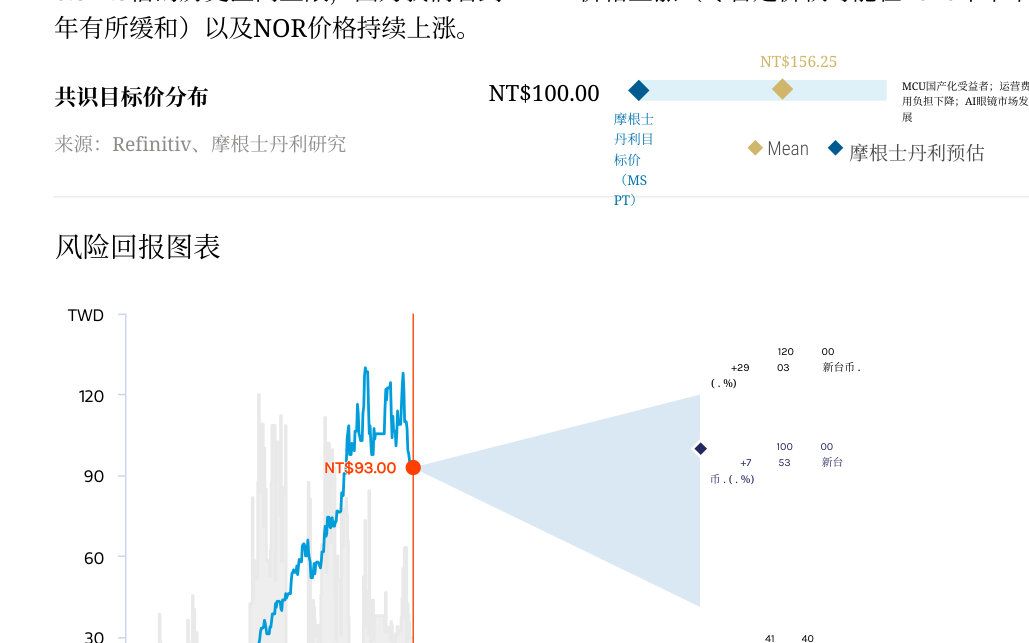 年有所缓和）以及NOR价格持续上涨。
NT$156.25
共识目标价分布
NT$100.00
MCU国产化受益者；运营费
用负担下降；AI眼镜市场发
展
摩根士
丹利目
标价
（MS
PT）
来源：Refinitiv、摩根士丹利研究
Mean
摩根士丹利预估
风险回报图表
TWD
120 00
+29 03 新台币 .
( . %)
120
100 00
+7 53 新台
币 . ( . %)
NT$93.00
90
60
30
41 40